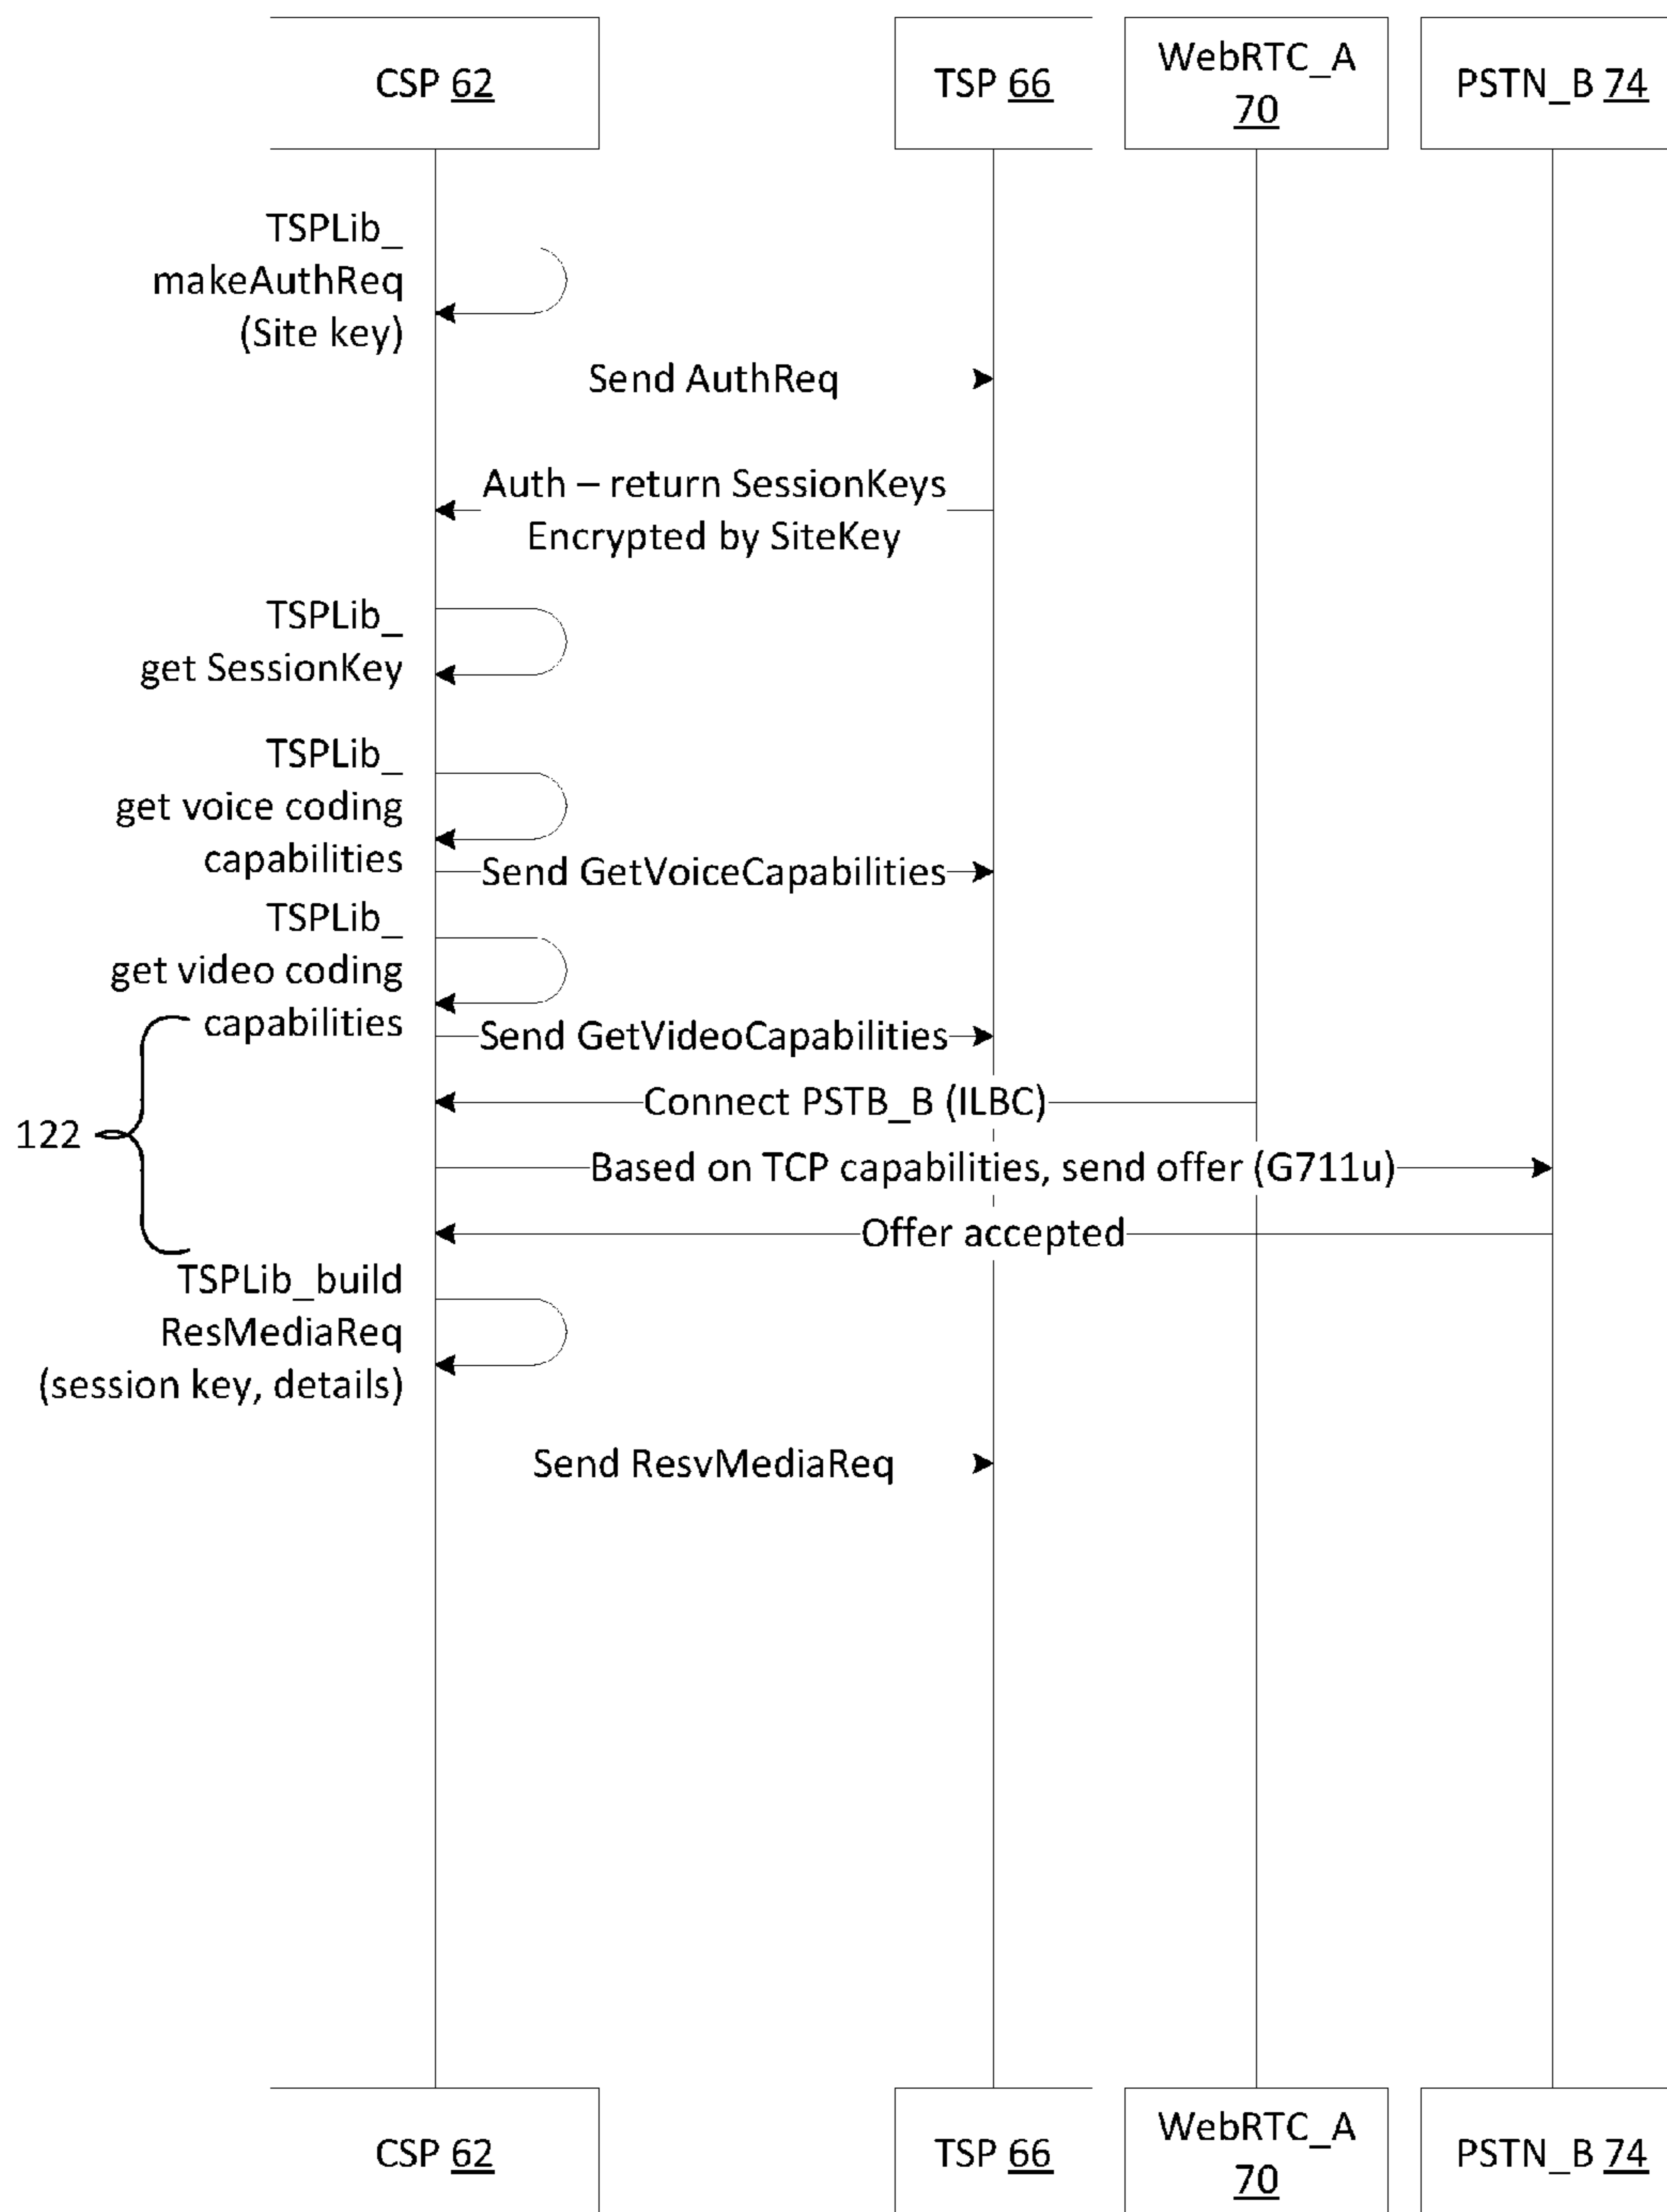 CSP 62
TSP 66
WebRTC_A
70
PSTN_B 74
TSPLib_
makeAuthReq
(Site key)
Send AuthReq
Auth – return SessionKeys
Encrypted by SiteKey
TSPLib_
get SessionKey
TSPLib_
get voice coding
capabilities
Send GetVoiceCapabilities
TSPLib_
get video coding
capabilities
Send GetVideoCapabilities
Connect PSTB_B (ILBC)
122
Based on TCP capabilities, send offer (G711u)
Offer accepted
TSPLib_build
ResMediaReq
(session key, details)
Send ResvMediaReq
CSP 62
TSP 66
WebRTC_A
70
PSTN_B 74